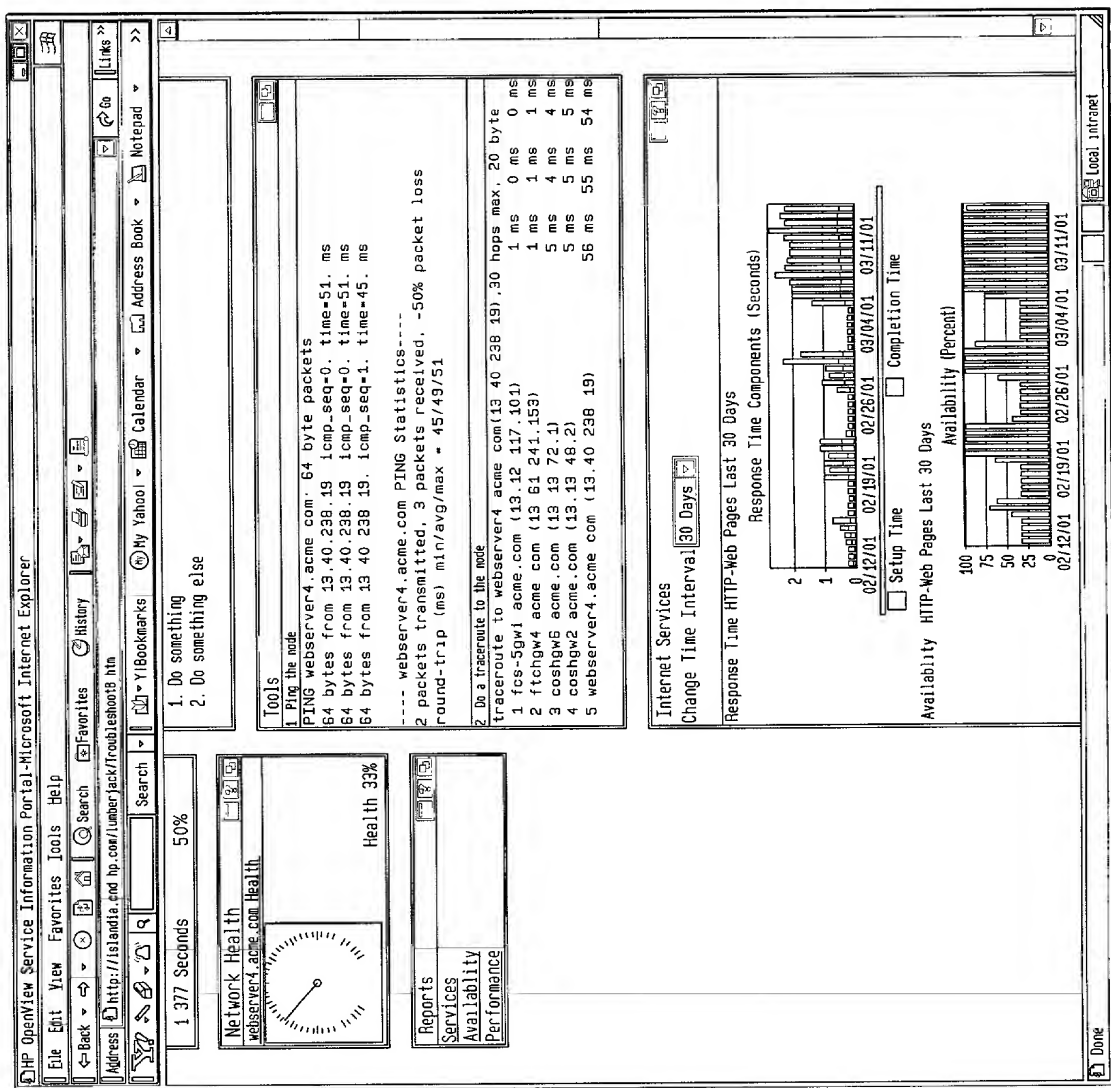 HP OpenView Service Information Portal-Microsoft Internet Explorer
File Edit View Favorites Tools Help
Back Search Favorites History
Address http://islandia.cnd hp.com/lumberjack/TroubleshootB htm Go Links »
Y! Search Y!Bookmarks My Yahoo! Calendar Address Book Notepad »
1 377 Seconds 50%
1. Do something
2. Do something else
Network Health
webserver4.acme.com Health
Health 33%
Reports
Services
Availablity
Performance
Tools
1 Ping the node
PING webserver4.acme com· 64 byte packets
64 bytes from 13.40.238.19 icmp_seq=0. time=51. ms
64 bytes from 13.40.238.19 icmp_seq=0. time=51. ms
64 bytes from 13 40 238 19. icmp_seq=1. time=45. ms
---- webserver4.acme.com PING Statistics----
2 packets transmitted, 3 packets received, -50% packet loss
round-trip (ms) min/avg/max = 45/49/51
2 Do a traceroute to the node
traceroute to webserver4 acme com(13 40 238 19),30 hops max, 20 byte
1 fcs-5gwi acme.com (13.12 117.101) 1 ms 0 ms 0 ms
2 ftchgw4 acme com (13 61 241.153) 1 ms 1 ms 1 ms
3 coshgw6 acme.com (13 13 72.1) 5 ms 4 ms 4 ms
4 coshgw2 acme.com (13.13 48.2) 5 ms 5 ms 5 ms
5 webserver4.acme com (13.40 238 19) 56 ms 55 ms 54 ms
Internet Services
Change Time Interval 30 Days
Response Time HTTP-Web Pages Last 30 Days
Response Time Components (Seconds)
2
1
0
02/12/01 02/19/01 02/26/01 03/04/01 03/11/01
Setup Time Completion Time
Availablity HTTP-Web Pages Last 30 Days
Availability (Percent)
100
75
50
25
0
02/12/01 02/19/01 02/26/01 03/04/01 03/11/01
Done Local intranet